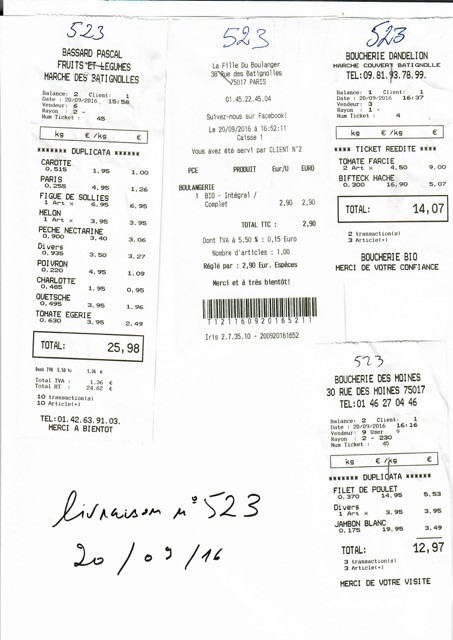 523
BASSARD PASCAL
FRUITS ET LEGUMES
MARCHE DES BATIGNOLLES
Balance: 2 Client: 1
Date : 20/09/2016 15:58
Vendeur: 6
Rayon : 2 -
Num Ticket: 45
kg € /kg €
******* DUPLICATA *******
CAROTTE
0.515 1.95 1.00
PARIS
0.255 4.95 1.26
FIGUE DE SOLLIES
1 Art x 6.95 6.95
MELON
1 Art x 3.95 3.95
PECHE NECTARINE
0.900 3.40 3.06
Divers
0.935 3.50 3.27
POIVRON
0.220 4.95 1.09
CHARLOTTE
0.485 1.95 0.95
QUETSCHE
0.495 3.95 1.96
TOMATE EGERIE
0.630 3.95 2.49
TOTAL: 25,98
Dont TVA 5.50 %: 1.36 €
Total TVA : 1.36 €
Total HT : 24.62 €
10 transaction(s)
10 Article(s)
TEL:01.42.63.91.03.
MERCI A BIENTOT
523
La Fille Du Boulanger
38 Rue des Batignolles
75017 PARIS
01.45.22.45.04
Suivez-nous sur Facebook!
Le 20/09/2016 à 16:52:11
Caisse 1
Vous avez été servi par CLIENT N°2
PCE PRODUIT Eur/U EURO
BOULANGERIE
1 BIO - Intégral / 2,90 2,90
Complet
TOTAL TTC : 2,90
Dont TVA à 5,50 % : 0,15 Euro
Nombre d'articles : 1,00
Réglé par : 2,90 Eur. Espèces
Merci et à très bientôt!
11211609200165211
Iris 2.7.35.10 - 200920161652
523
BOUCHERIE DANDELION
MARCHE COUVERT BATIGNOLLE
TEL:09.81.93.78.99.
Balance: 1 Client: 1
Date : 20/09/2016 16:37
Vendeur: 3
Rayon : 1 -
Num Ticket : 4
kg € /kg €
**** TICKET REEDITE ****
TOMATE FARCIE
2 Art x 4.50 9.00
BIFTECK HACHE
0.300 16.90 5.07
TOTAL: 14,07
2 transaction(s)
3 Article(s)
BOUCHERIE BIO
MERCI DE VOTRE CONFIANCE
523
BOUCHERIE DES MOINES
30 RUE DES MOINES 75017
TEL:01 46 27 04 46
Balance: 2 Client: 1
Date : 20/09/2016 16:16
Vendeur: 9 Omer 9
Rayon : 2 - 230
Num Ticket: 45
kg € /kg €
******* DUPLICATA *******
FILET DE POULET
0.370 14.95 5.53
Divers
1 Art x 3.95 3.95
JAMBON BLANC
0.175 19.95 3.49
TOTAL: 12,97
3 transaction(s)
3 Article(s)
MERCI DE VOTRE VISITE
livraison n° 523
20/09/16